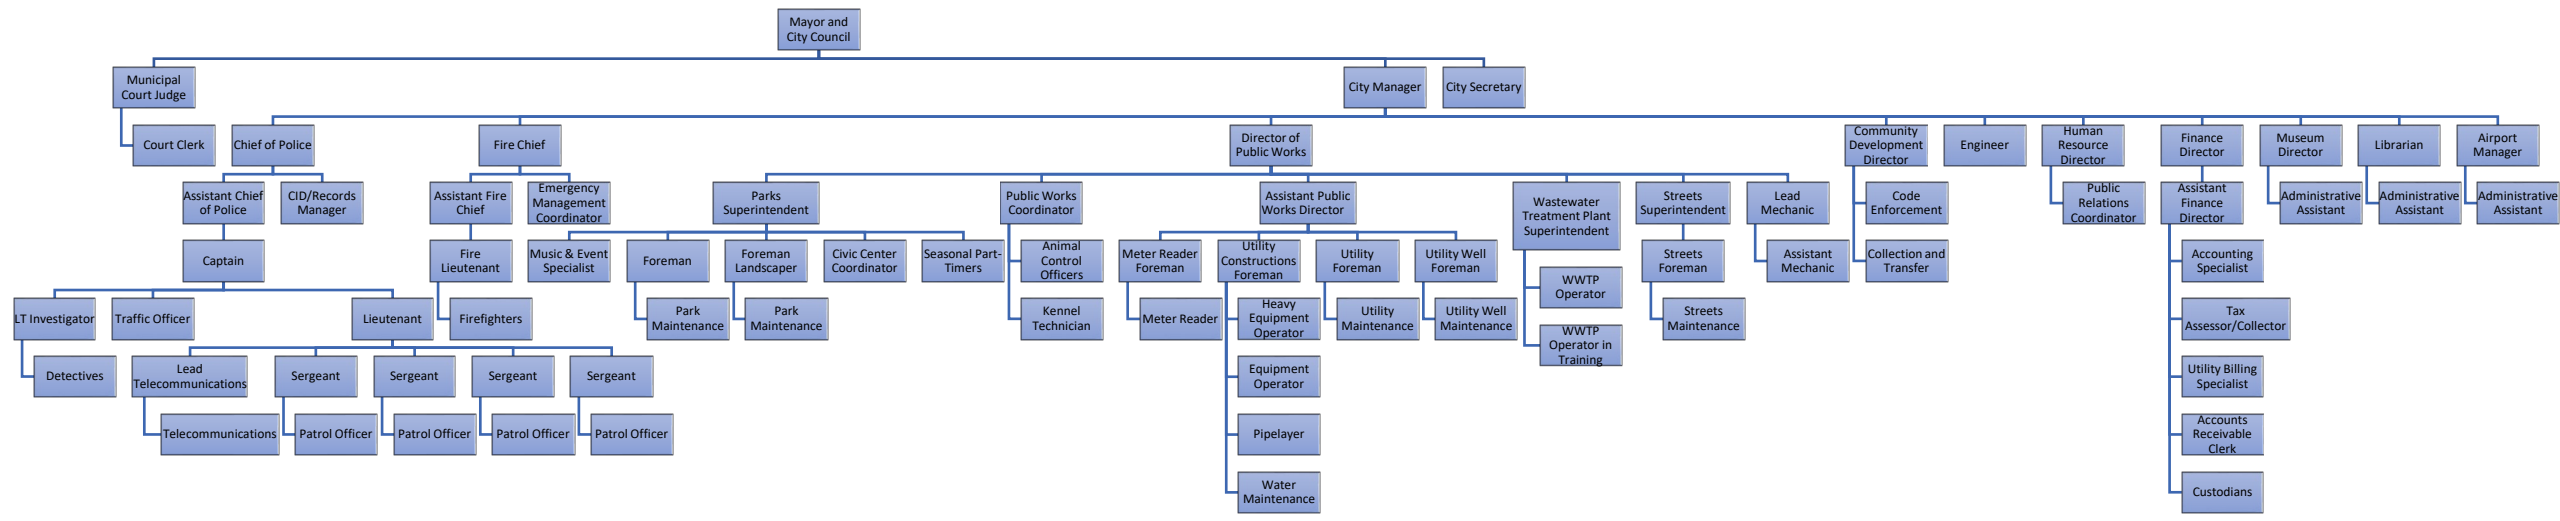 Mayor and
City Council
Municipal
Court Judge
City Manager
City Secretary
Court Clerk
Chief of Police
Fire Chief
Director of
Public Works
Community
Development
Director
Engineer
Human
Resource
Director
Finance
Director
Museum
Director
Librarian
Airport
Manager
Assistant Chief
of Police
CID/Records
Manager
Assistant Fire
Chief
Emergency
Management
Coordinator
Parks
Superintendent
Public Works
Coordinator
Assistant Public
Works Director
Wastewater
Treatment Plant
Superintendent
Streets
Superintendent
Lead
Mechanic
Code
Enforcement
Public
Relations
Coordinator
Assistant
Finance
Director
Administrative
Assistant
Administrative
Assistant
Administrative
Assistant
Captain
Fire
Lieutenant
Music & Event
Specialist
Foreman
Foreman
Landscaper
Civic Center
Coordinator
Seasonal Part-
Timers
Animal
Control
Officers
Meter Reader
Foreman
Utility
Constructions
Foreman
Utility
Foreman
Utility Well
Foreman
WWTP
Operator
Streets
Foreman
Assistant
Mechanic
Collection and
Transfer
Accounting
Specialist
LT Investigator
Traffic Officer
Lieutenant
Firefighters
Park
Maintenance
Park
Maintenance
Kennel
Technician
Meter Reader
Heavy
Equipment
Operator
Utility
Maintenance
Utility Well
Maintenance
WWTP
Operator in
Training
Streets
Maintenance
Tax
Assessor/Collector
Detectives
Lead
Telecommunications
Sergeant
Sergeant
Sergeant
Sergeant
Equipment
Operator
Utility Billing
Specialist
Telecommunications
Patrol Officer
Patrol Officer
Patrol Officer
Patrol Officer
Pipelayer
Accounts
Receivable
Clerk
Water
Maintenance
Custodians